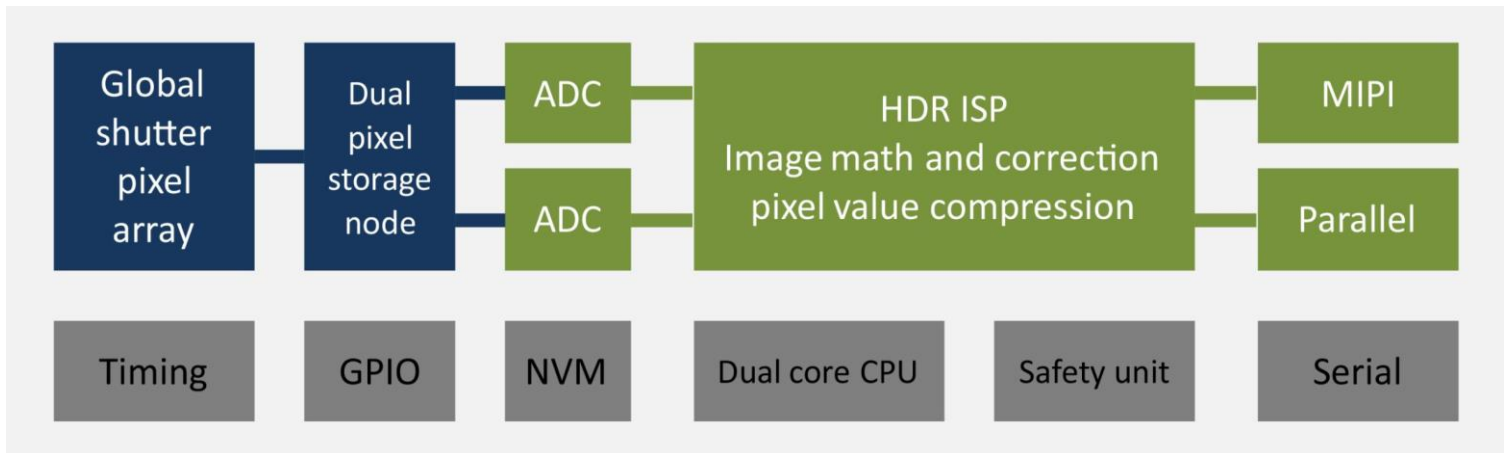 Global
shutter
pixel
array
Dual
pixel
storage
node
ADC
ADC
HDR ISP
Image math and correction
pixel value compression
MIPI
Parallel
Timing
GPIO
NVM
Dual core CPU
Safety unit
Serial